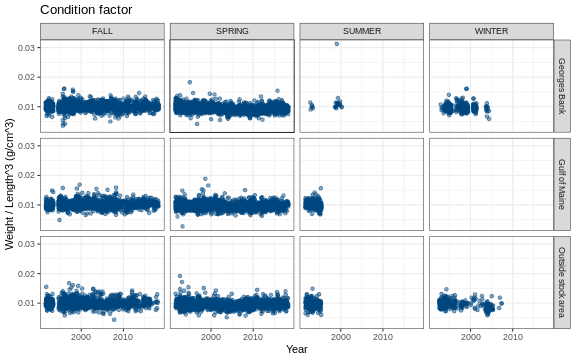 Condition factor
FALL SPRING SUMMER WINTER
0.03
0.02
0.01
Georges Bank
0.03
0.02
0.01
Gulf of Maine
0.03
0.02
0.01
Outside stock area
Weight / Length^3 (g/cm^3)
2000 2010 2000 2010 2000 2010 2000 2010
Year